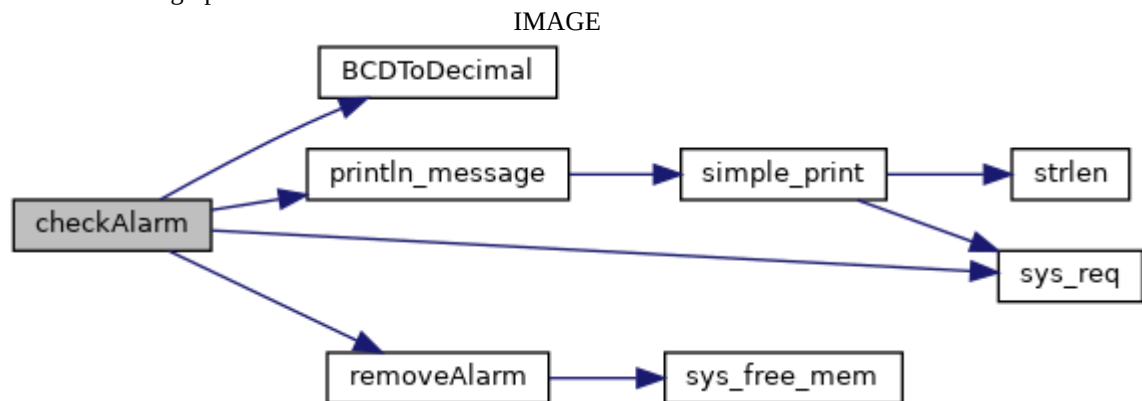 IMAGE
BCDToDecimal
println_message
simple_print
strlen
checkAlarm
sys_req
removeAlarm
sys_free_mem